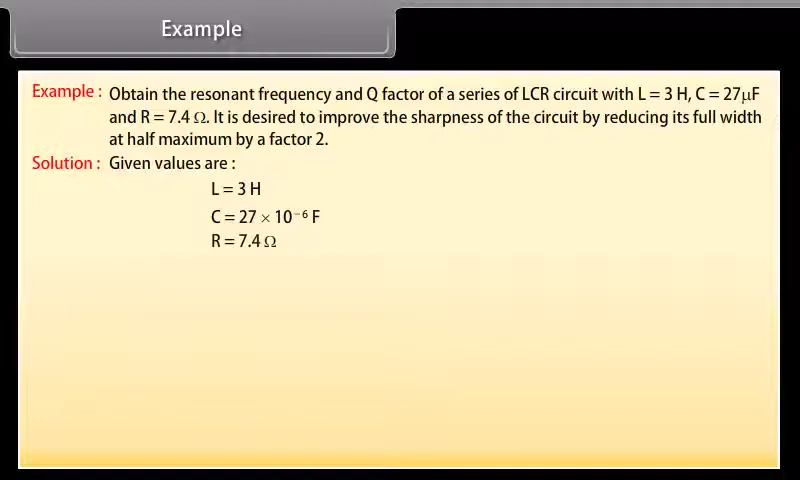 Example
Example : Obtain the resonant frequency and Q factor of a series of LCR circuit with L = 3 H, C = 27μF
and R = 7.4 Ω. It is desired to improve the sharpness of the circuit by reducing its full width
at half maximum by a factor 2.
Solution : Given values are :
L = 3 H
C = 27 × 10⁻⁶ F
R = 7.4 Ω